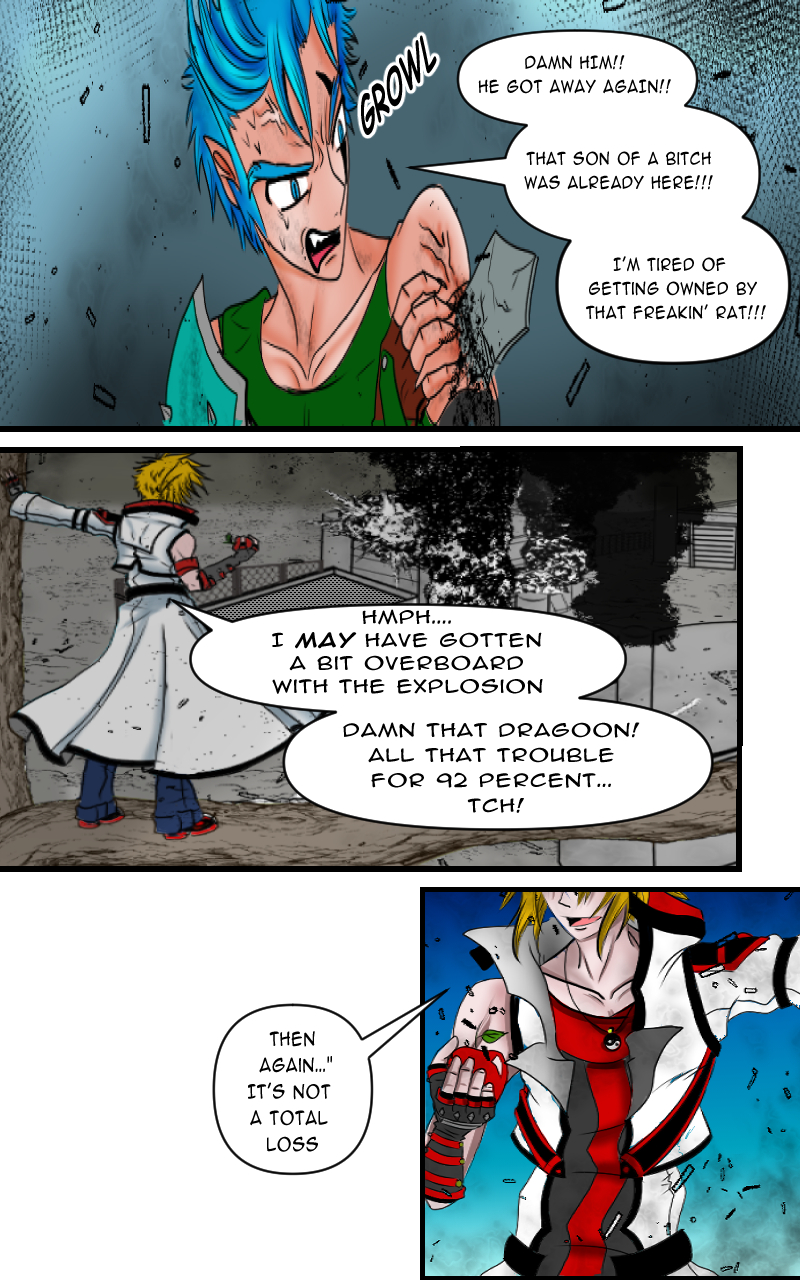 GROWL
DAMN HIM!!
HE GOT AWAY AGAIN!!
THAT SON OF A BITCH
WAS ALREADY HERE!!!
I'M TIRED OF
GETTING OWNED BY
THAT FREAKIN' RAT!!!
HMPH....
I MAY HAVE GOTTEN
A BIT OVERBOARD
WITH THE EXPLOSION
DAMN THAT DRAGOON!
ALL THAT TROUBLE
FOR 92 PERCENT...
TCH!
THEN
AGAIN..."
IT'S NOT
A TOTAL
LOSS